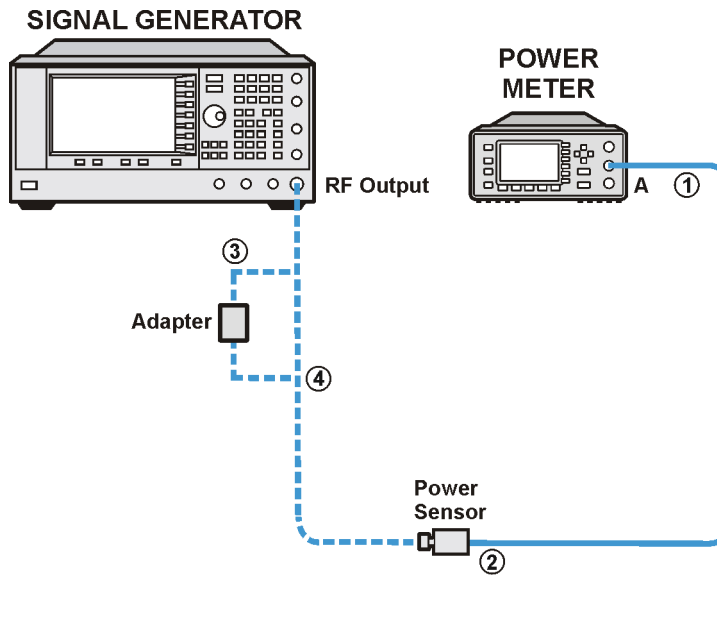 SIGNAL GENERATOR
POWER
METER
RF Output
A
1
3
Adapter
4
Power
Sensor
2